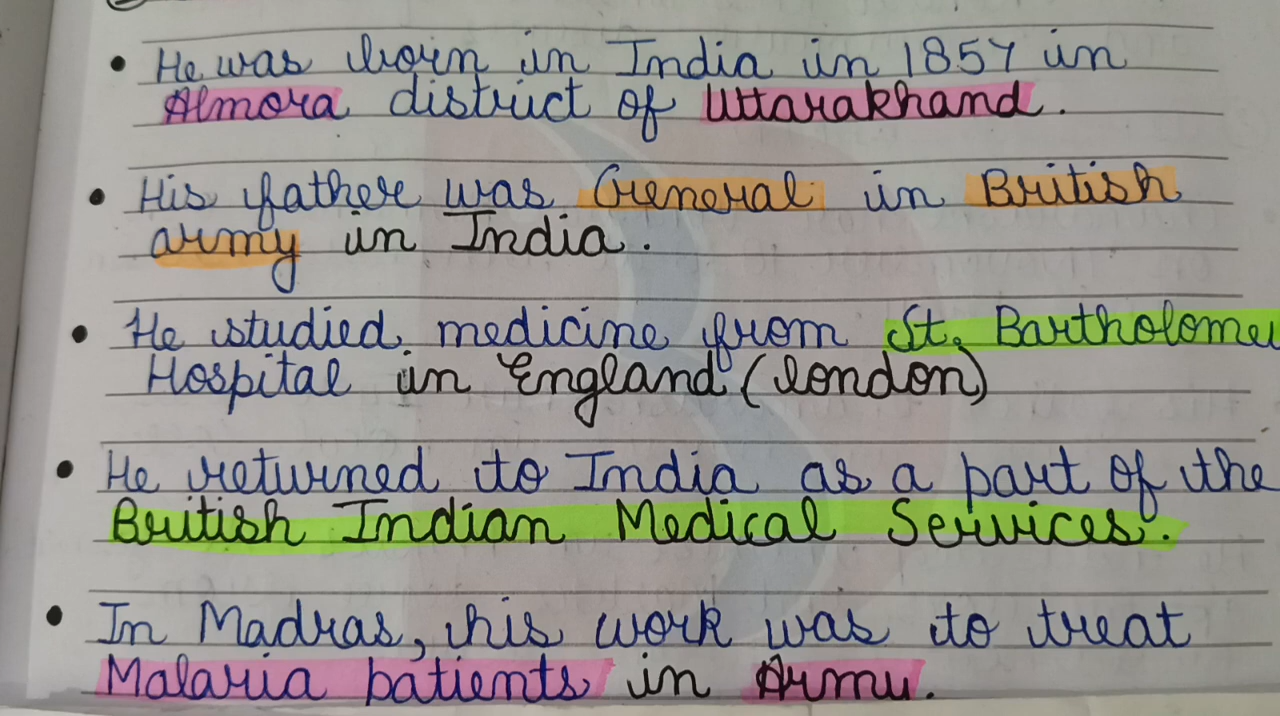 He was born in India in 1857 in
Almora district of Uttarakhand.
His father was General in British
army in India.
He studied medicine from St. Bartholomew
Hospital in England (london)
He returned to India as a part of the
British Indian Medical Services.
In Madras, his work was to treat
Malaria patients in Army.